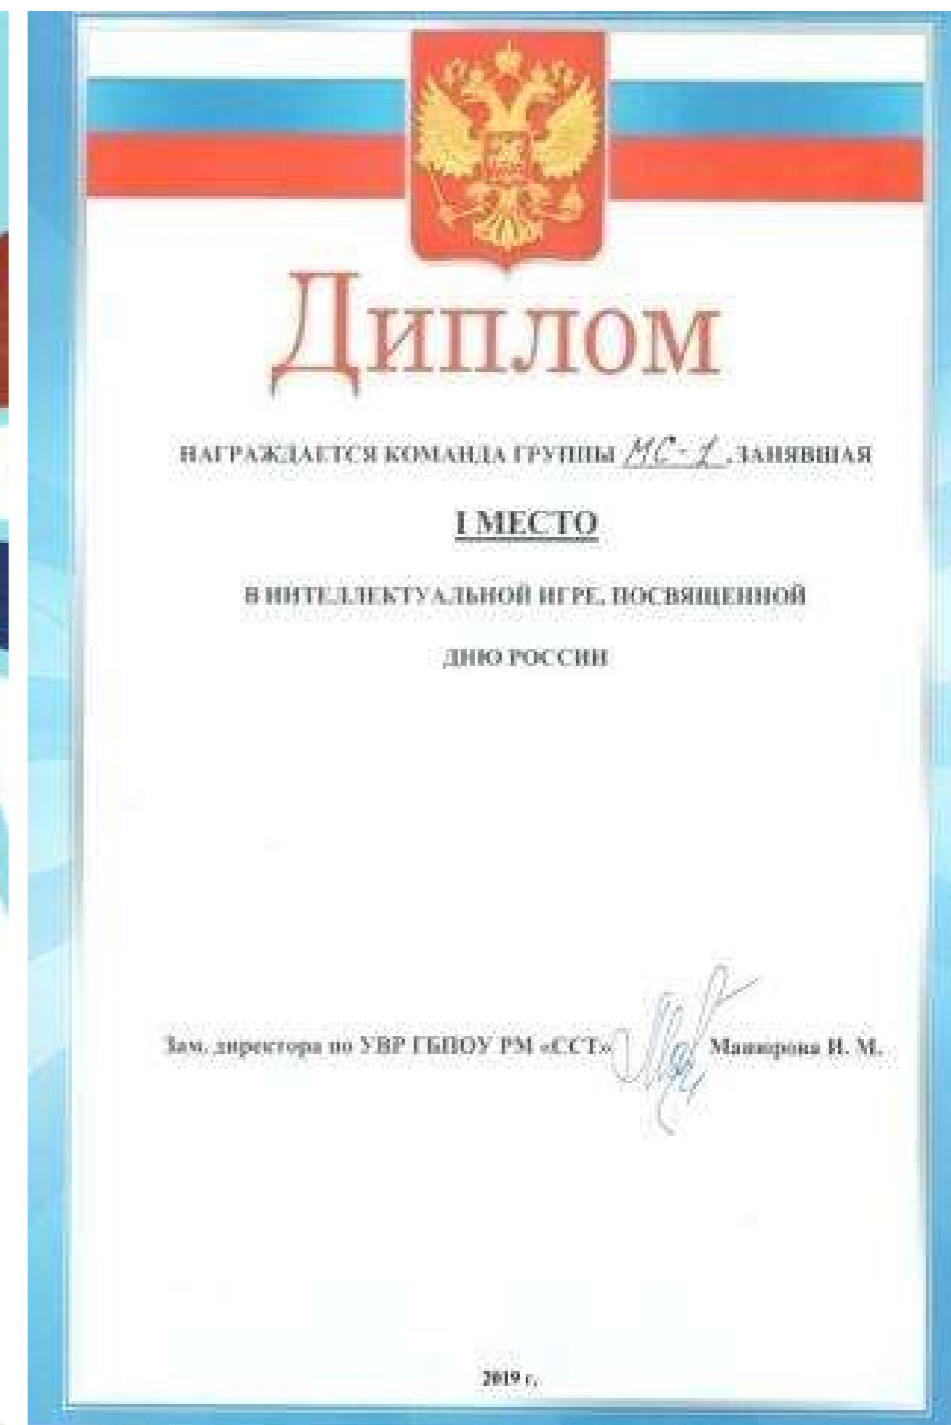 Диплом
НАГРАЖДАЕТСЯ КОМАНДА ГРУППЫ МС-1, ЗАНЯВШАЯ
I МЕСТО
В ИНТЕЛЛЕКТУАЛЬНОЙ ИГРЕ, ПОСВЯЩЕННОЙ
ДНЮ РОССИИ
Зам. директора по УВР ГБПОУ РМ «ССТ» И. М.
2019 г.